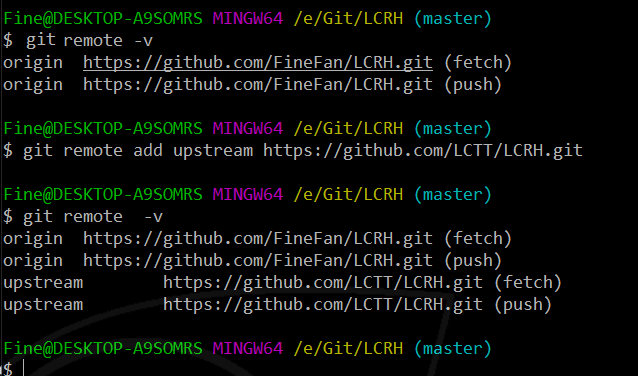 Fine@DESKTOP-A9SOMRS MINGW64 /e/Git/LCRH (master)
$ git remote -v
origin  https://github.com/FineFan/LCRH.git (fetch)
origin  https://github.com/FineFan/LCRH.git (push)

Fine@DESKTOP-A9SOMRS MINGW64 /e/Git/LCRH (master)
$ git remote add upstream https://github.com/LCTT/LCRH.git

Fine@DESKTOP-A9SOMRS MINGW64 /e/Git/LCRH (master)
$ git remote  -v
origin  https://github.com/FineFan/LCRH.git (fetch)
origin  https://github.com/FineFan/LCRH.git (push)
upstream        https://github.com/LCTT/LCRH.git (fetch)
upstream        https://github.com/LCTT/LCRH.git (push)

Fine@DESKTOP-A9SOMRS MINGW64 /e/Git/LCRH (master)
$